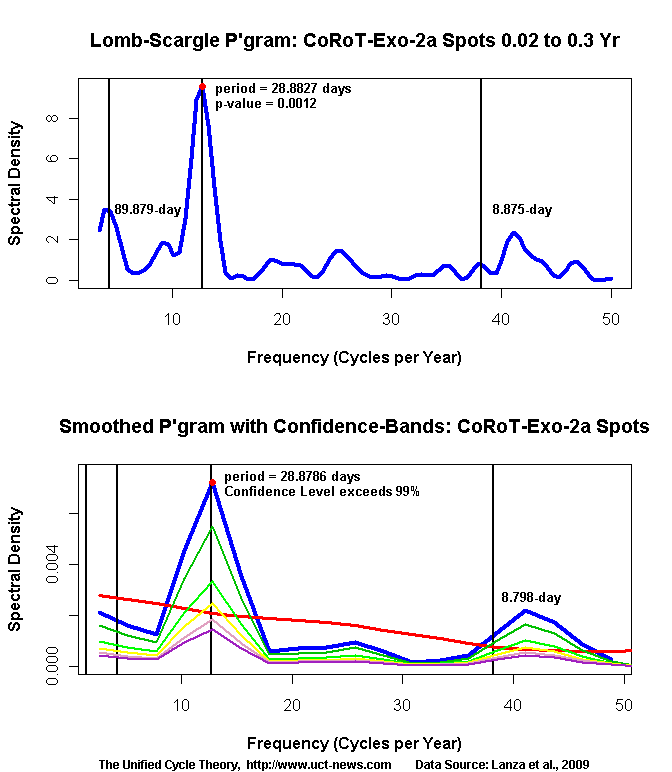 Lomb-Scargle P'gram: CoRoT-Exo-2a Spots 0.02 to 0.3 Yr
period = 28.8827 days
p-value = 0.0012
89.879-day
8.875-day
Spectral Density
0
2
4
6
8
10
20
30
40
50
Frequency (Cycles per Year)
Smoothed P'gram with Confidence-Bands: CoRoT-Exo-2a Spots
period = 28.8786 days
Confidence Level exceeds 99%
8.798-day
Spectral Density
0.000
0.004
10
20
30
40
50
Frequency (Cycles per Year)
The Unified Cycle Theory, http://www.uct-news.com Data Source: Lanza et al., 2009